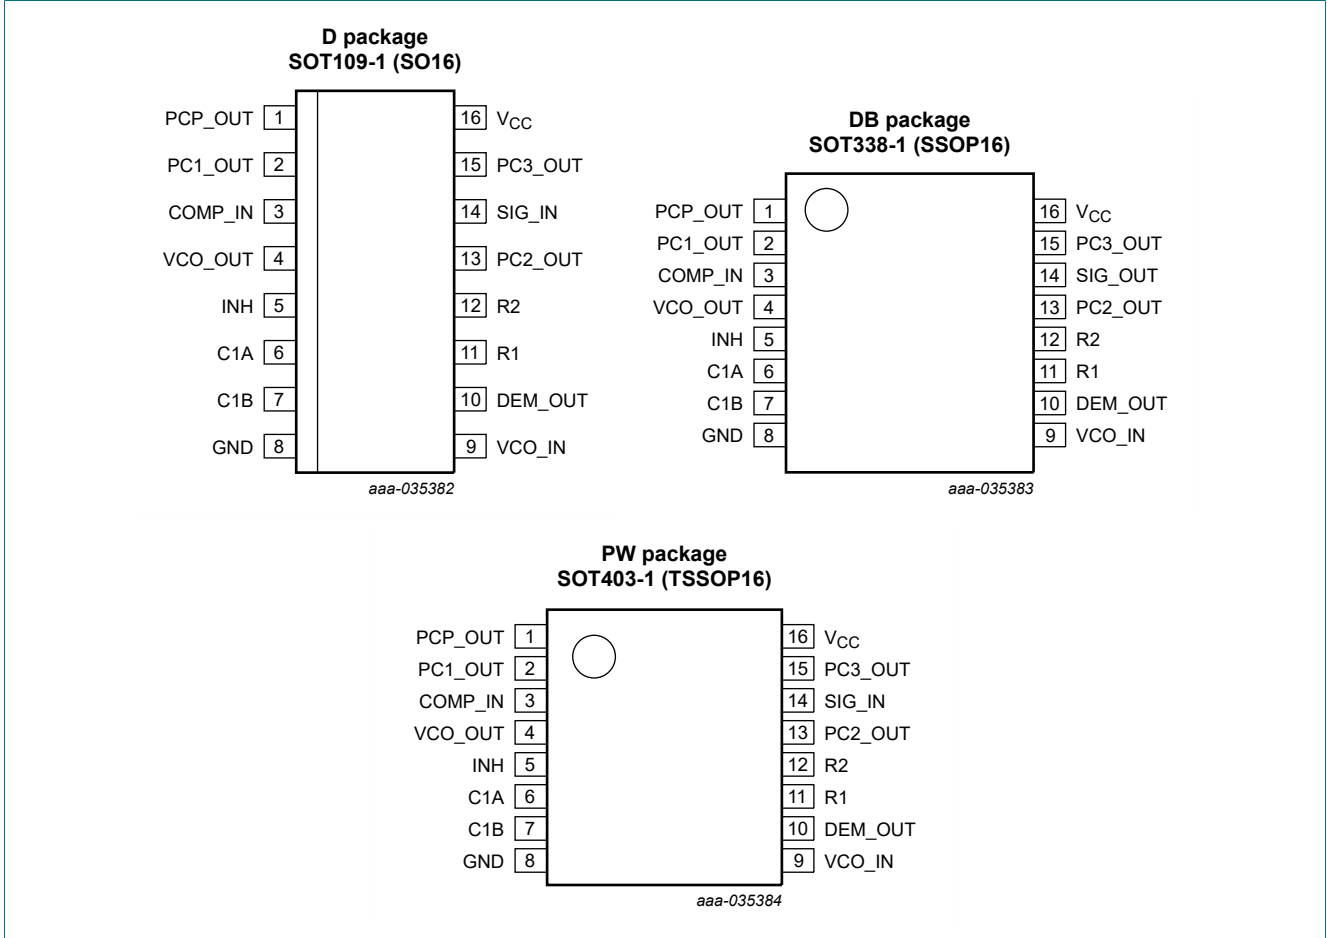 D package
SOT109-1 (SO16)
PCP_OUT 1
16 VCC
PC1_OUT 2
15 PC3_OUT
COMP_IN 3
14 SIG_IN
VCO_OUT 4
13 PC2_OUT
INH 5
12 R2
C1A 6
11 R1
C1B 7
10 DEM_OUT
GND 8
9 VCO_IN
aaa-035382
DB package
SOT338-1 (SSOP16)
PCP_OUT 1
16 VCC
PC1_OUT 2
15 PC3_OUT
COMP_IN 3
14 SIG_OUT
VCO_OUT 4
13 PC2_OUT
INH 5
12 R2
C1A 6
11 R1
C1B 7
10 DEM_OUT
GND 8
9 VCO_IN
aaa-035383
PW package
SOT403-1 (TSSOP16)
PCP_OUT 1
16 VCC
PC1_OUT 2
15 PC3_OUT
COMP_IN 3
14 SIG_IN
VCO_OUT 4
13 PC2_OUT
INH 5
12 R2
C1A 6
11 R1
C1B 7
10 DEM_OUT
GND 8
9 VCO_IN
aaa-035384